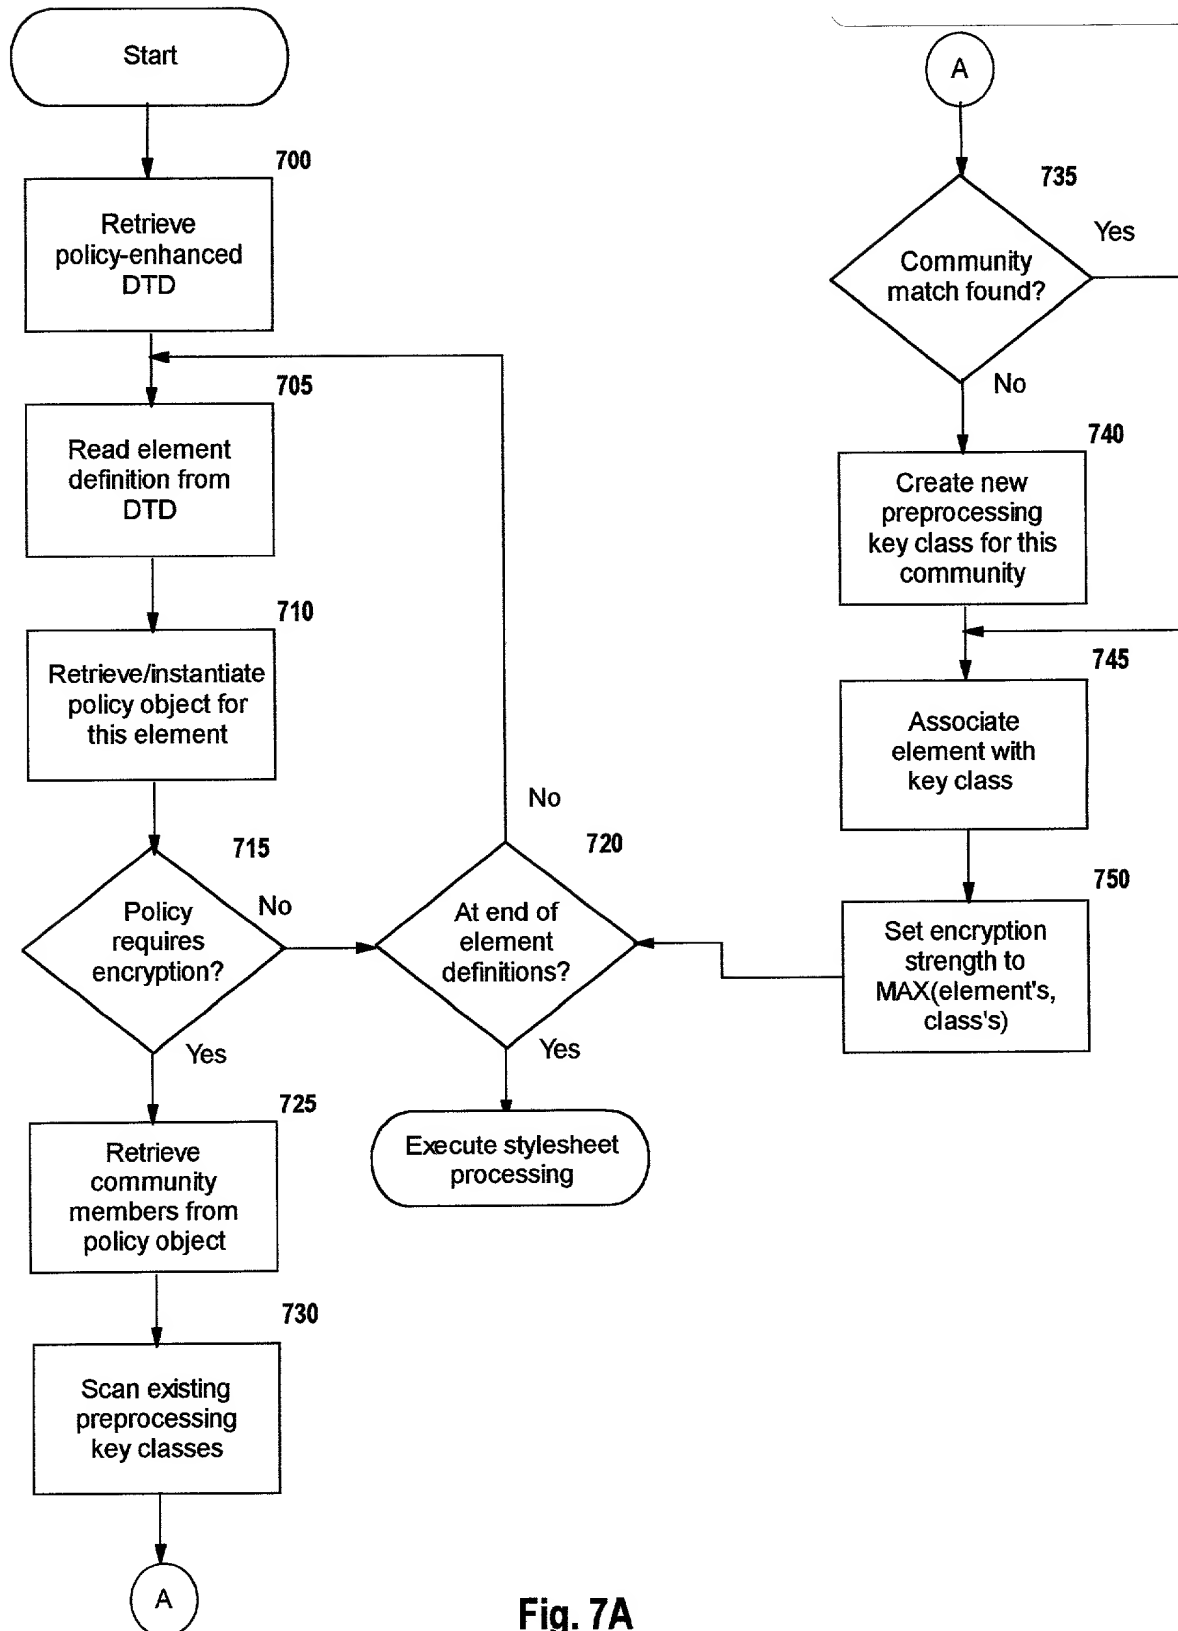 Start
700
Retrieve
policy-enhanced
DTD
705
Read element
definition from
DTD
710
Retrieve/instantiate
policy object for
this element
715
Policy
requires
encryption?
No
Yes
720
At end of
element
definitions?
No
Yes
Execute stylesheet
processing
725
Retrieve
community
members from
policy object
730
Scan existing
preprocessing
key classes
A
A
735
Community
match found?
Yes
No
740
Create new
preprocessing
key class for this
community
745
Associate
element with
key class
750
Set encryption
strength to
MAX(element's,
class's)
Fig. 7A